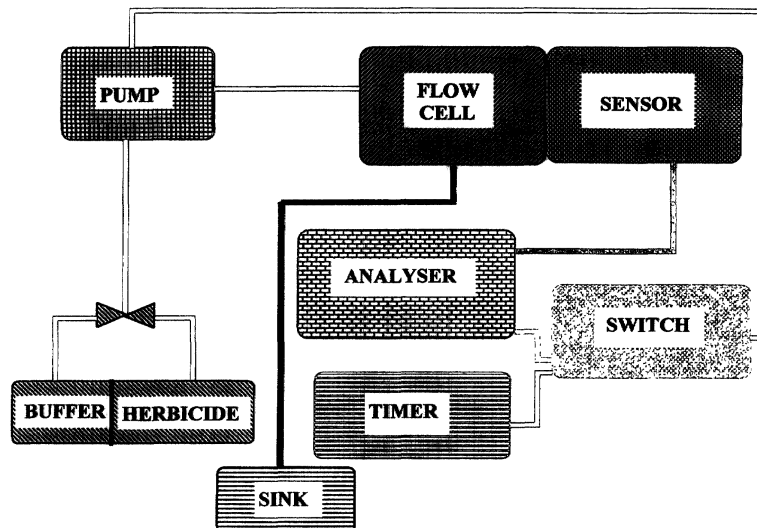 PUMP
FLOW
CELL
SENSOR
ANALYSER
SWITCH
BUFFER
HERBICIDE
TIMER
SINK